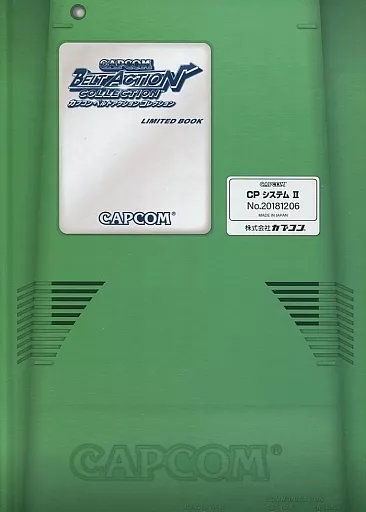 CAPCOM
BELT ACTION
COLLECTION
カプコン ベルトアクション コレクション
LIMITED BOOK
CAPCOM®
CAPCOM
CP システム II
No.20181206
MADE IN JAPAN
株式会社 カプコン
CAPCOM®